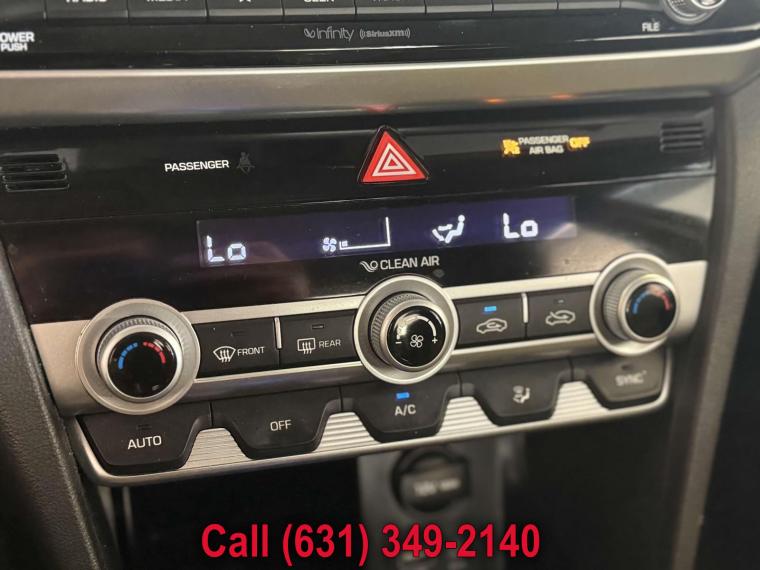 POWER
PUSH
infinity ((SiriusXM))
FILE
PASSENGER
PASSENGER
AIR BAG OFF
Lo Lo
CLEAN AIR
FRONT REAR - +
AUTO OFF A/C SYNC
Call (631) 349-2140